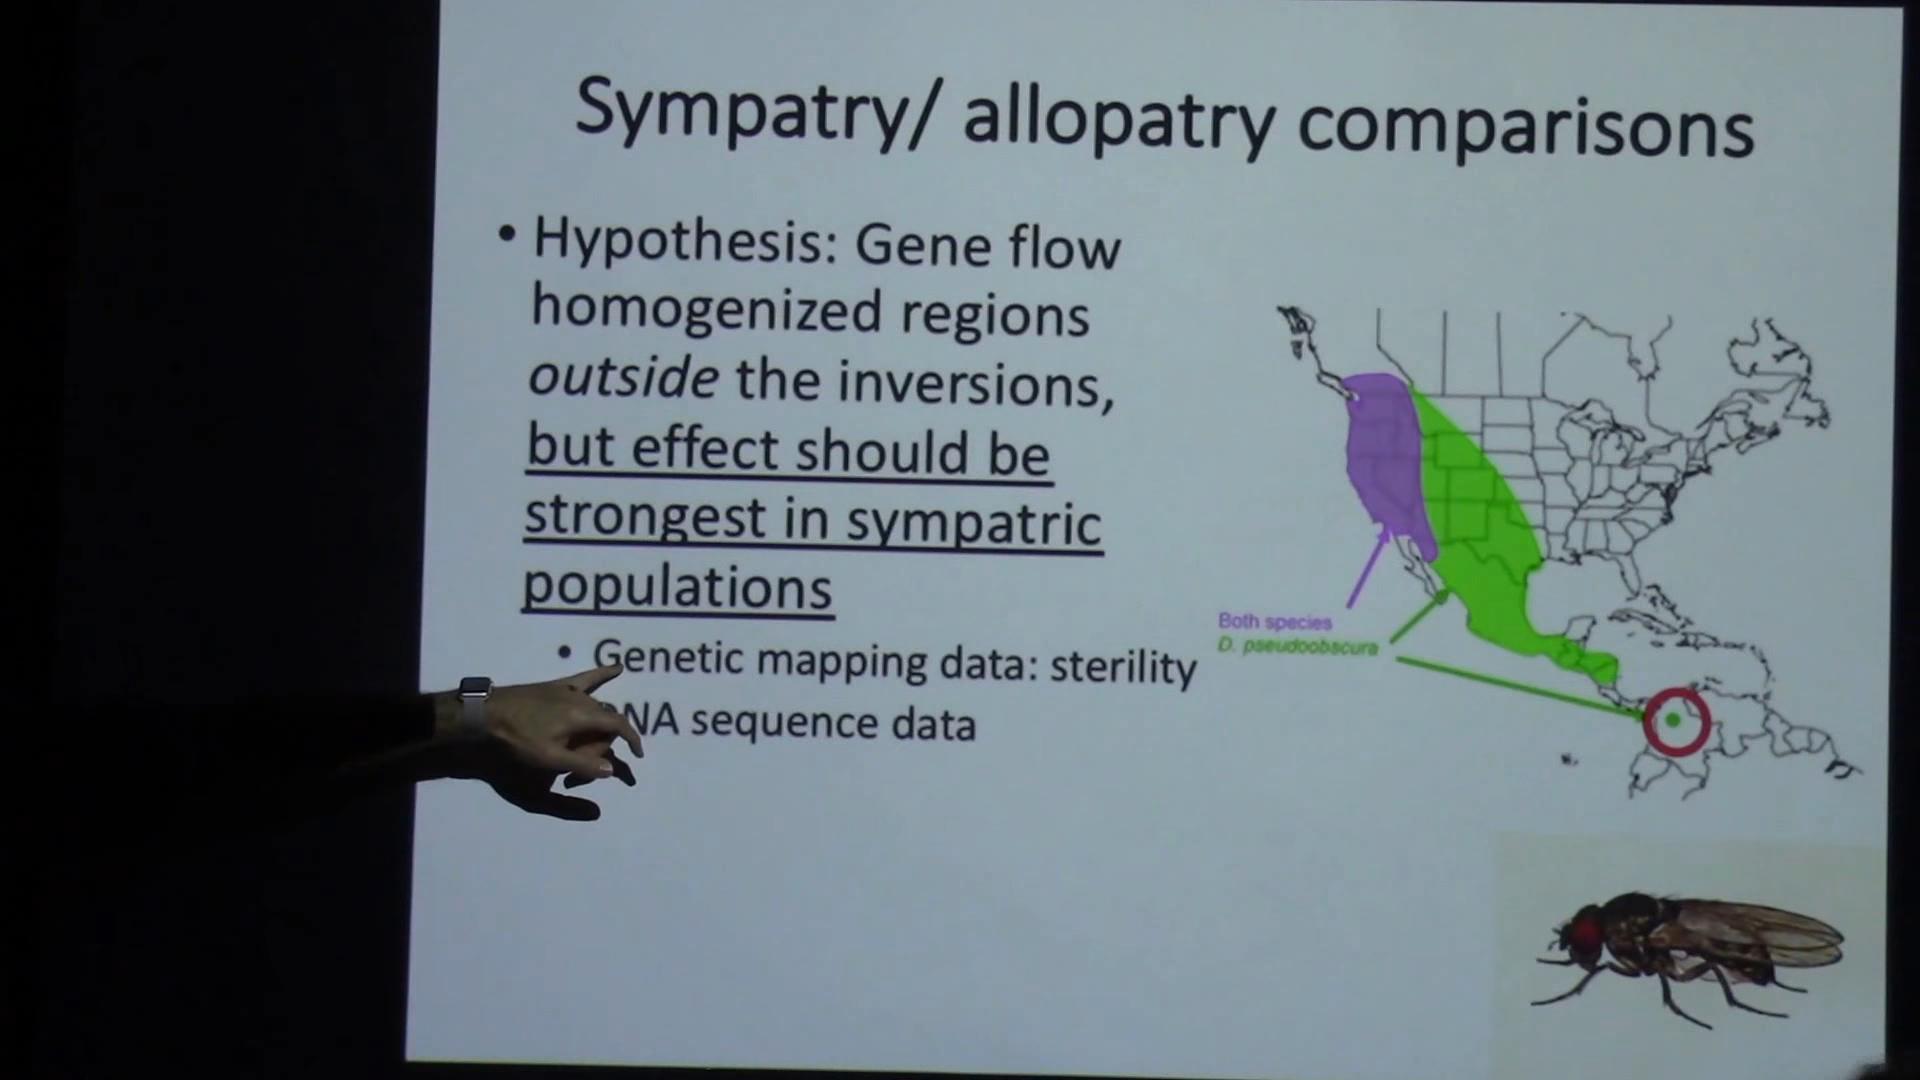 Sympatry/ allopatry comparisons
• Hypothesis: Gene flow
homogenized regions
outside the inversions,
but effect should be
strongest in sympatric
populations
• Genetic mapping data: sterility
DNA sequence data
Both species
D. pseudoobscura